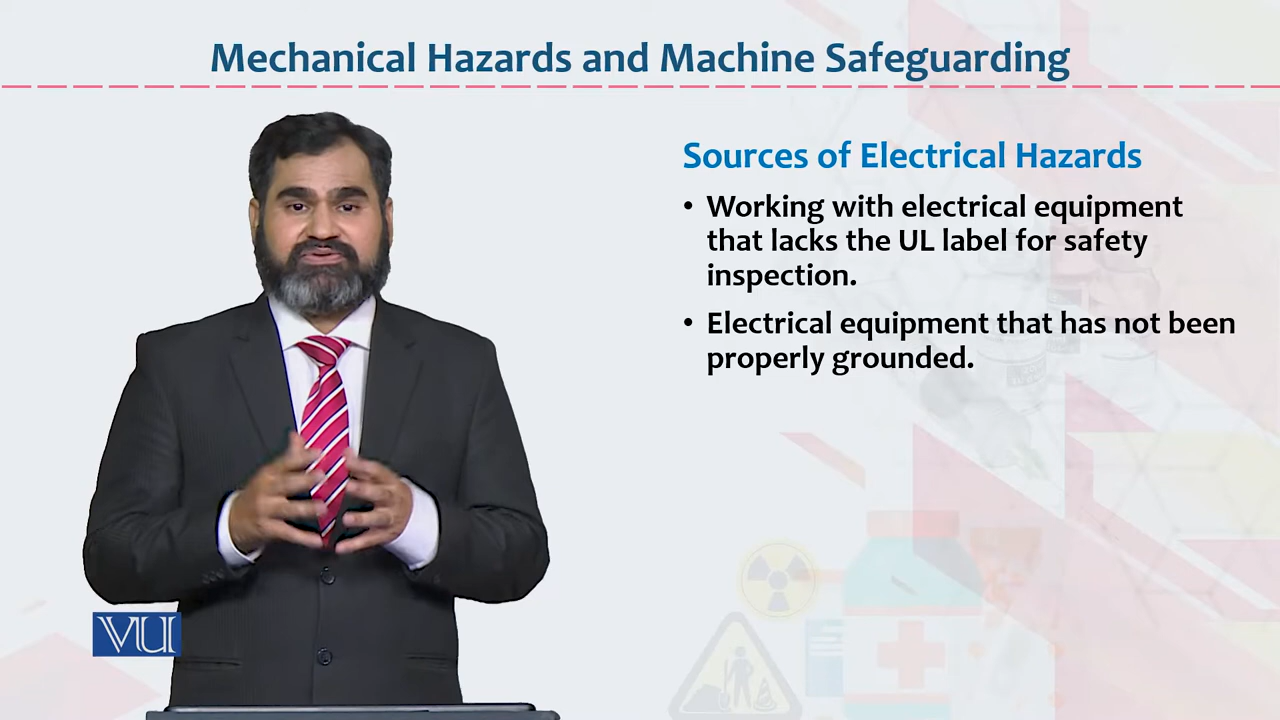 Mechanical Hazards and Machine Safeguarding
Sources of Electrical Hazards
• Working with electrical equipment
that lacks the UL label for safety
inspection.
• Electrical equipment that has not been
properly grounded.
VU